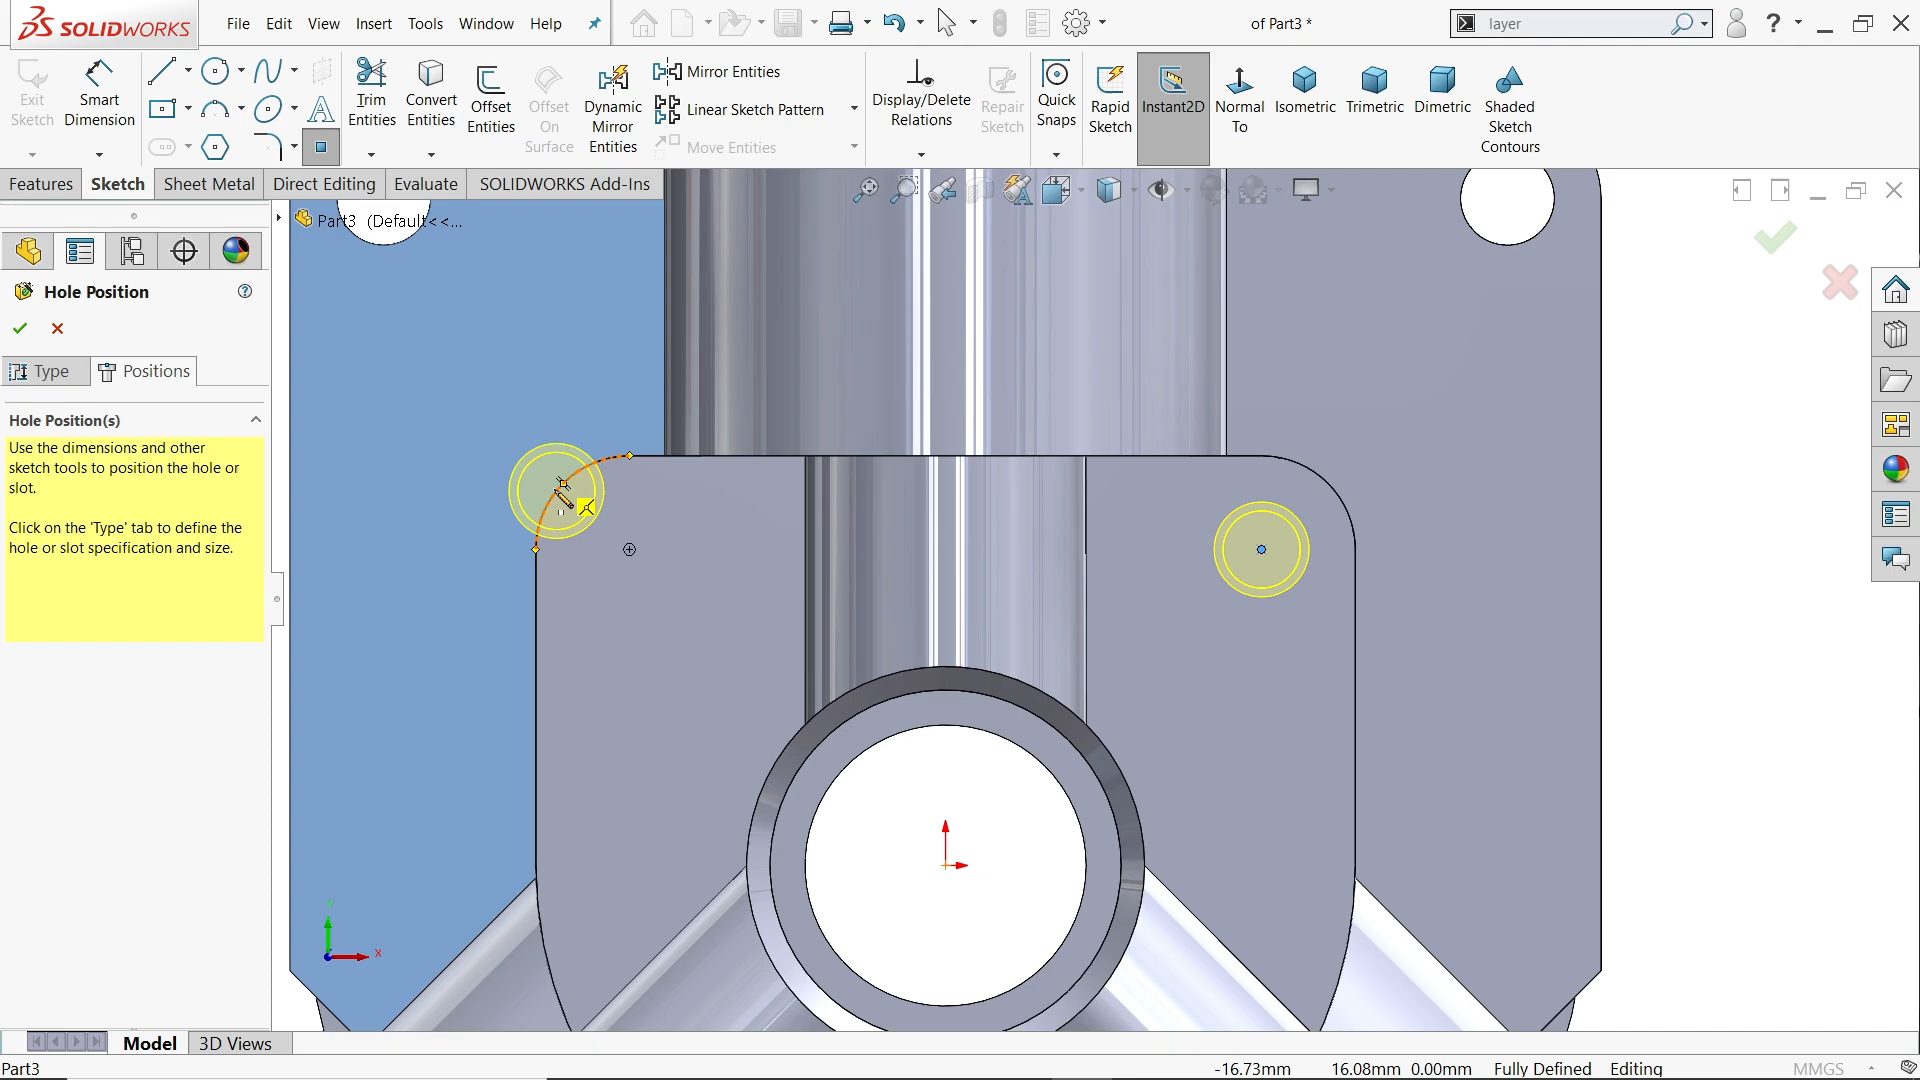 SOLIDWORKS
File
Edit
View
Insert
Tools
Window
Help
of Part3 *
layer
?
Exit
Sketch
Smart
Dimension
Trim
Entities
Convert
Entities
Offset
Entities
Offset
On
Surface
Dynamic
Mirror
Entities
Mirror Entities
Linear Sketch Pattern
Move Entities
Display/Delete
Relations
Repair
Sketch
Quick
Snaps
Rapid
Sketch
Instant2D
Normal
To
Isometric
Trimetric
Dimetric
Shaded
Sketch
Contours
Features
Sketch
Sheet Metal
Direct Editing
Evaluate
SOLIDWORKS Add-Ins
Part3 (Default<<...
Hole Position
Type
Positions
Hole Position(s)
Use the dimensions and other
sketch tools to position the hole or
slot.
Click on the 'Type' tab to define the
hole or slot specification and size.
Y
X
Model
3D Views
Part3
-16.73mm
16.08mm
0.00mm
Fully Defined
Editing
MMGS